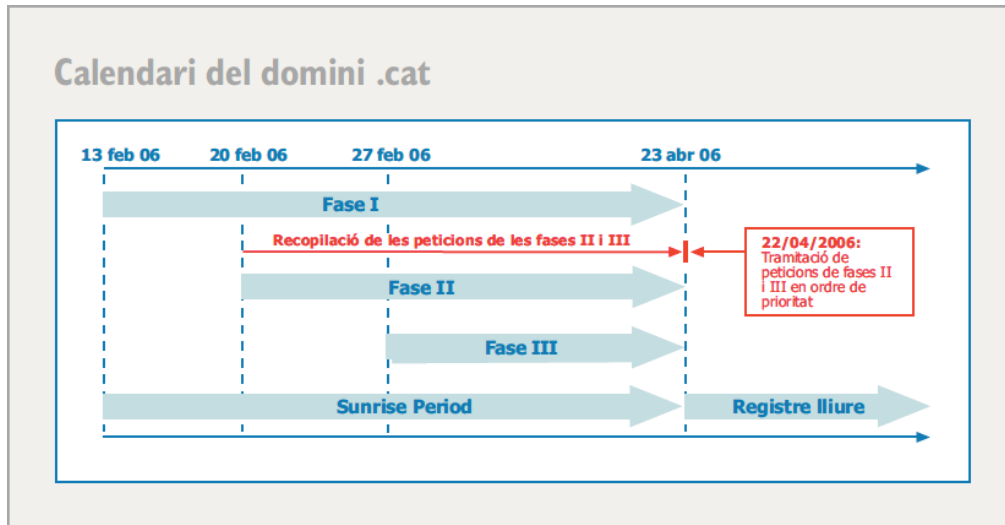 Calendari del domini .cat
13 feb 06 20 feb 06 27 feb 06 23 abr 06
Fase I
Recopilació de les peticions de les fases II i III
22/04/2006:
Tramitació de
peticions de fases II
i III en ordre de
prioritat
Fase II
Fase III
Sunrise Period Registre lliure